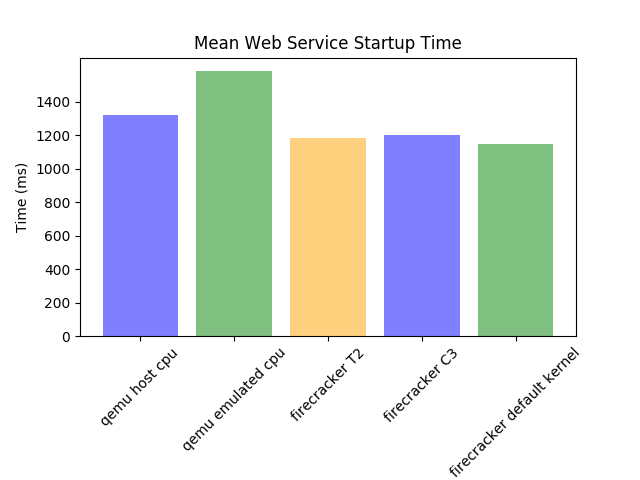 Mean Web Service Startup Time
Time (ms)
1400
1200
1000
800
600
400
200
0
qemu host cpu
qemu emulated cpu
firecracker T2
firecracker C3
firecracker default kernel